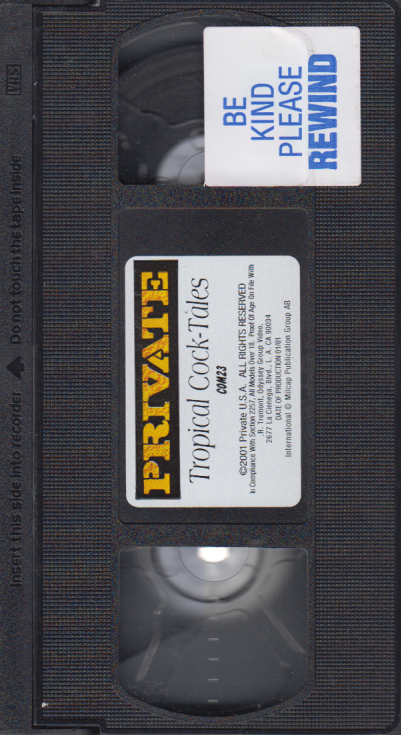 BE
KIND
PLEASE
REWIND
PRIVATE
Tropical Cock-Tales
COM23
©2001 Private U.S.A. ALL RIGHTS RESERVED
In Compliance With Section 2257, All Models Over 18. Proof Of Age On File With
R. Tremont, Odyssey Group Video,
2677 La Cienega, Blvd., L. A. CA 90034
DATE OF PRODUCTION 01/01
International © Milcap Publication Group AB
Insert this side into recorder
Do not touch the tape inside
VHS